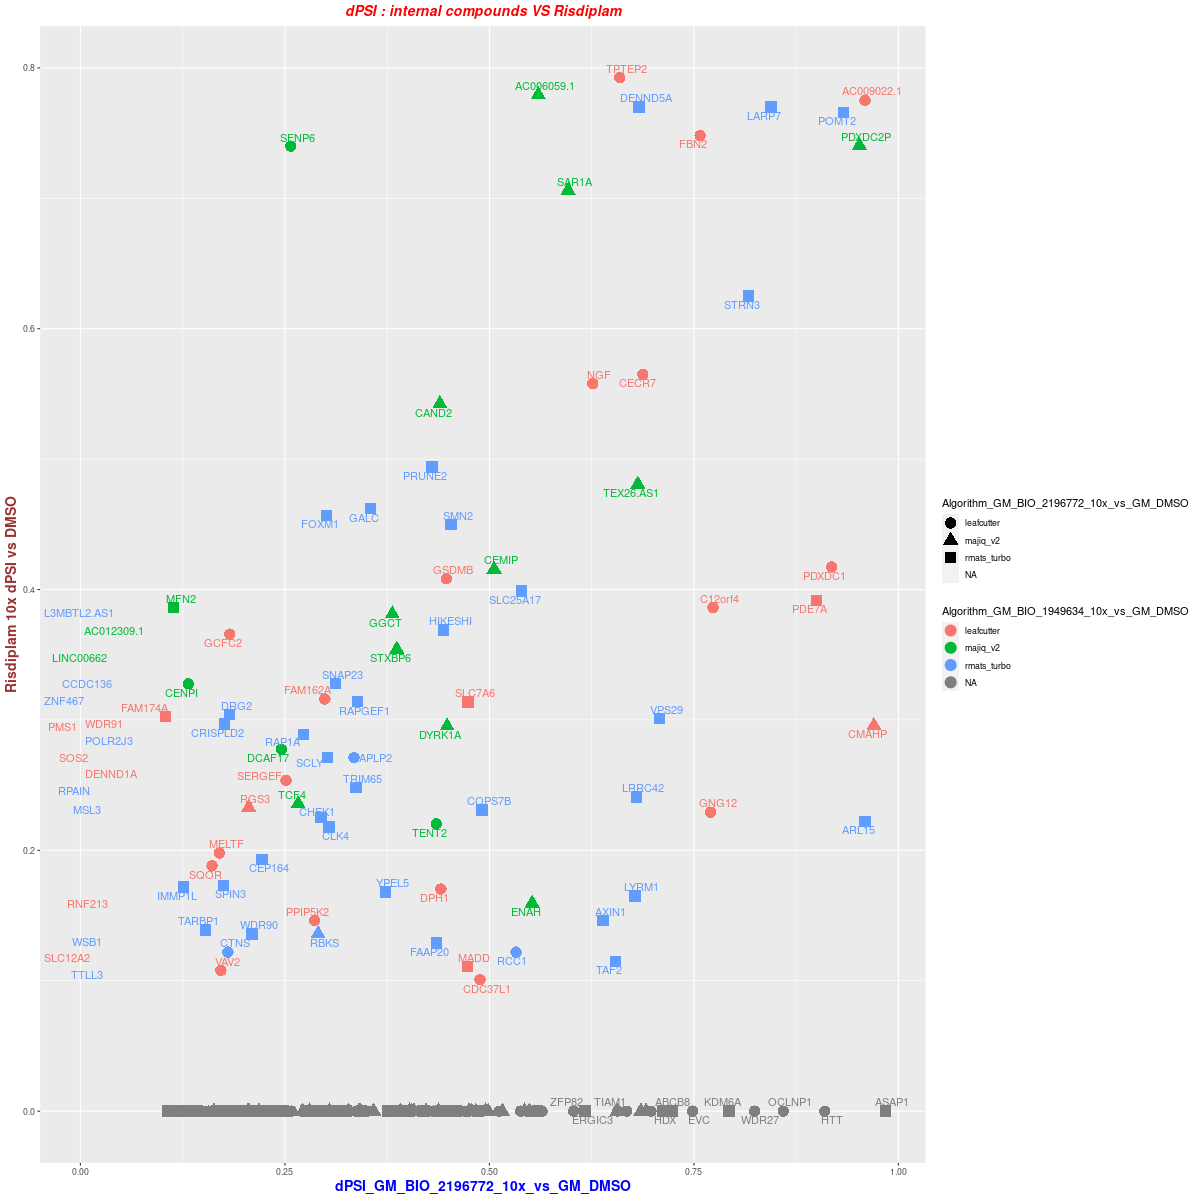 dPSI : internal compounds VS Risdiplam
Risdiplam 10x dPSI vs DMSO
0.8
0.6
0.4
0.2
0.0
TPTEP2
AC006059.1
AC009022.1
DENND5A
LARP7
POMT2
SENP6
FBN2
PDXDC2P
SAR1A
STRN3
NGF
CECR7
CAND2
PRUNE2
TEX26.AS1
FOXM1
GALC
SMN2
CEMIP
GSDMB
PDXDC1
MFN2
SLC25A17
C12orf4
PDE7A
L3MBTL2.AS1
GGCT
HIKESHI
AC012309.1
GCFC2
LINC00662
STXBP6
SNAP23
CCDC136
CENPI
FAM162A
SLC7A6
ZNF467
FAM174A
DRG2
RAPGEF1
VPS29
PMS1
WDR91
CRISPLD2
DYRK1A
CMAHP
POLR2J3
RAP1A
SOS2
DCAF17
SCLY
APLP2
DENND1A
SERGEF
TRIM65
RPAIN
RGS3
TCF4
LRRC42
MSL3
CHEK1
COPS7B
GNG12
CLK4
TENT2
ARL15
MELTF
CEP164
SQOR
IMMP1L
SPIN3
YPEL5
LYRM1
DPH1
RNF213
PPIP5K2
ENAH
AXIN1
TARBP1
WDR90
WSB1
CTNS
RBKS
FAAP20
RCC1
SLC12A2
VAV2
MADD
TAF2
TTLL3
CDC37L1
ZFP82
TIAM1
ABCB8
KDM6A
OCLNP1
ASAP1
ERGIC3
HDX
EVC
WDR27
HTT
0.00
0.25
0.50
0.75
1.00
dPSI_GM_BIO_2196772_10x_vs_GM_DMSO
Algorithm_GM_BIO_2196772_10x_vs_GM_DMSO
leafcutter
majiq_v2
rmats_turbo
NA
Algorithm_GM_BIO_1949634_10x_vs_GM_DMSO
leafcutter
majiq_v2
rmats_turbo
NA